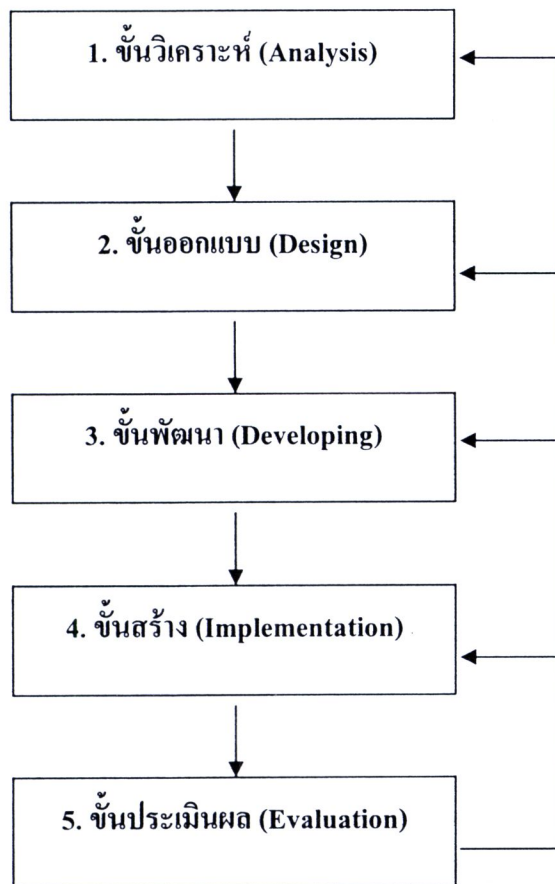 1. ขั้นวิเคราะห์ (Analysis)
2. ขั้นออกแบบ (Design)
3. ขั้นพัฒนา (Developing)
4. ขั้นสร้าง (Implementation)
5. ขั้นประเมินผล (Evaluation)